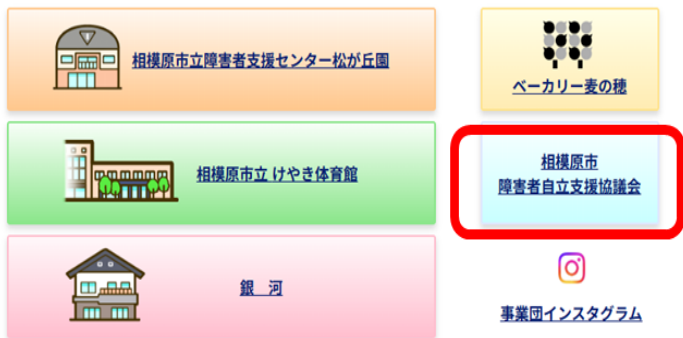 相模原市立障害者支援センター松が丘園
ベーカリー麦の穂
相模原市立 けやき体育館
相模原市
障害者自立支援協議会
銀　河
事業団インスタグラム